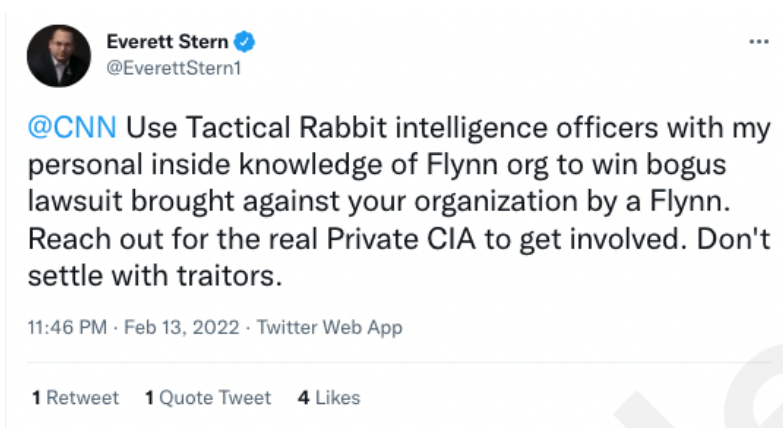 Everett Stern
@EverettStern1
@CNN Use Tactical Rabbit intelligence officers with my
personal inside knowledge of Flynn org to win bogus
lawsuit brought against your organization by a Flynn.
Reach out for the real Private CIA to get involved. Don't
settle with traitors.
11:46 PM · Feb 13, 2022 · Twitter Web App
1 Retweet 1 Quote Tweet 4 Likes